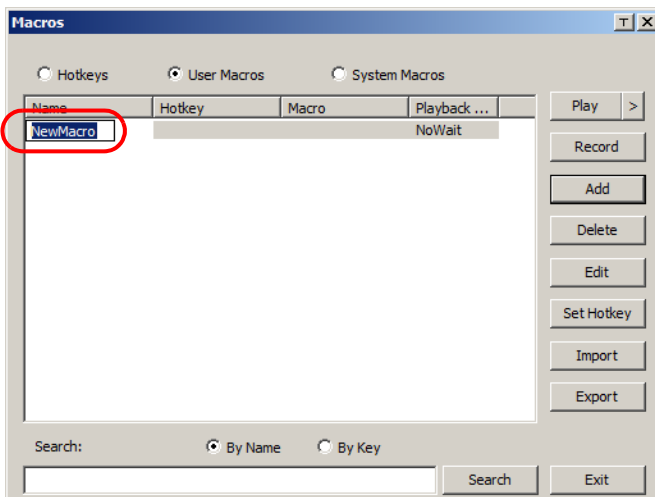 Macros
Hotkeys User Macros System Macros
Name Hotkey Macro Playback ... Play >
NewMacro NoWait
Record
Add
Delete
Edit
Set Hotkey
Import
Export
Search: By Name By Key
Search Exit